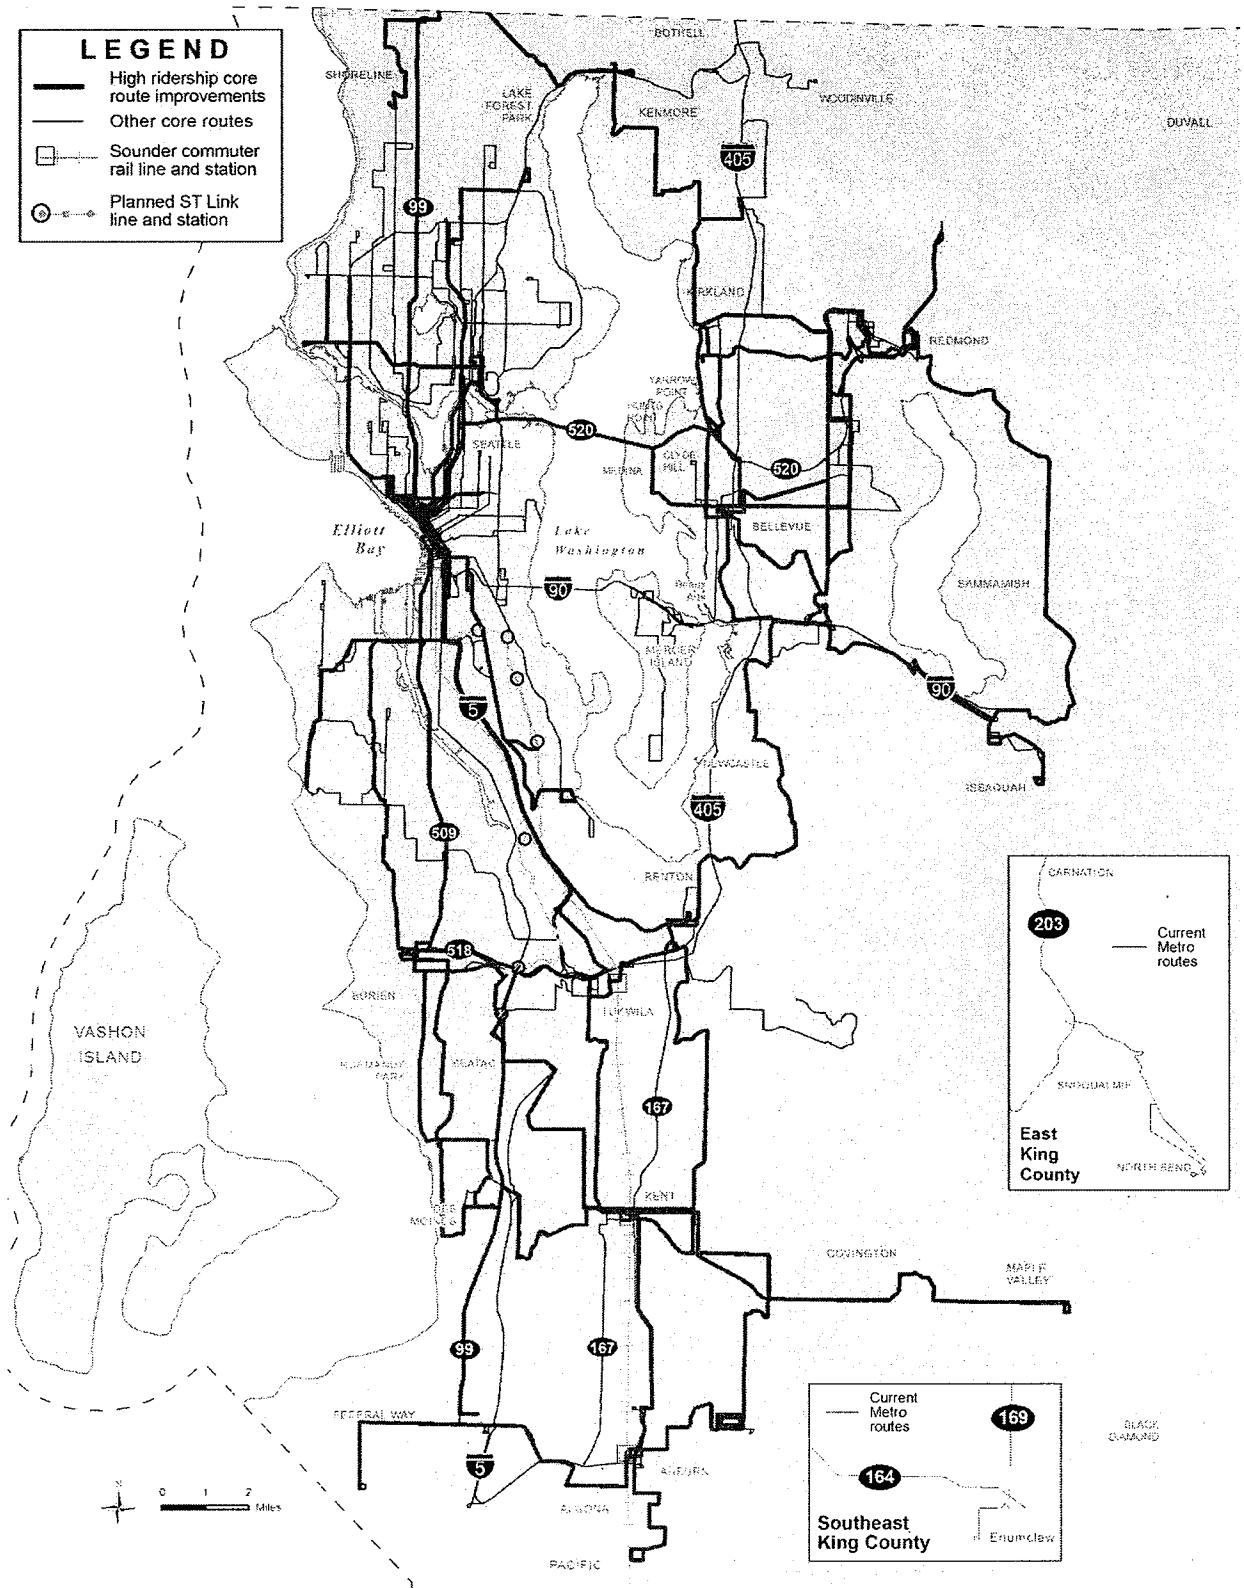 LEGEND
High ridership core
route improvements
Other core routes
Sounder commuter
rail line and station
Planned ST Link
line and station
BOTHELL
SHORELINE
LAKE
FOREST
PARK
KENMORE
WOODINVILLE
DUVALL
405
99
KIRKLAND
REDMOND
YARROW
POINT
HUNTS
POINT
520
SEATTLE
CLYDE
HILL
MEDINA
520
BELLEVUE
Elliott
Bay
Lake
Washington
90
SAMMAMISH
MERCER
ISLAND
90
5
NEWCASTLE
ISSAQUAH
405
509
RENTON
CARNATION
203
Current
Metro
routes
SNOQUALMIE
NORTH BEND
East
King
County
518
BURIEN
TUKWILA
VASHON
ISLAND
NORMANDY
PARK
SEATAC
167
KENT
DES
MOINES
COVINGTON
MAPLE
VALLEY
99
167
FEDERAL WAY
BLACK
DIAMOND
Current
Metro
routes
169
164
Enumclaw
Southeast
King County
5
AUBURN
ALGONA
PACIFIC
N
0 1 2
Miles